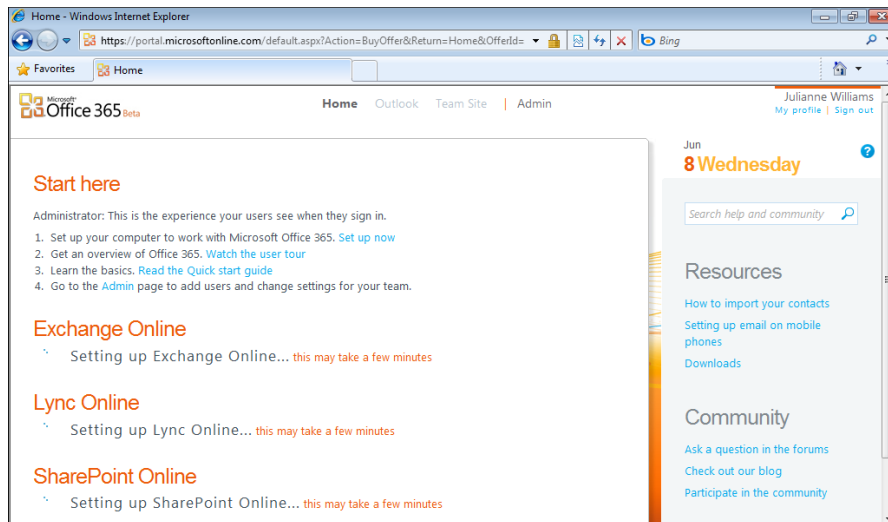 Home - Windows Internet Explorer
https://portal.microsoftonline.com/default.aspx?Action=BuyOffer&Return=Home&OfferId=
Bing
Favorites
Home
Microsoft
Office 365 Beta
Home Outlook Team Site | Admin
Julianne Williams
My profile | Sign out
Jun
8 Wednesday
?
Start here
Administrator: This is the experience your users see when they sign in.
1. Set up your computer to work with Microsoft Office 365. Set up now
2. Get an overview of Office 365. Watch the user tour
3. Learn the basics. Read the Quick start guide
4. Go to the Admin page to add users and change settings for your team.
Exchange Online
Setting up Exchange Online... this may take a few minutes
Lync Online
Setting up Lync Online... this may take a few minutes
SharePoint Online
Setting up SharePoint Online... this may take a few minutes
Search help and community
Resources
How to import your contacts
Setting up email on mobile
phones
Downloads
Community
Ask a question in the forums
Check out our blog
Participate in the community